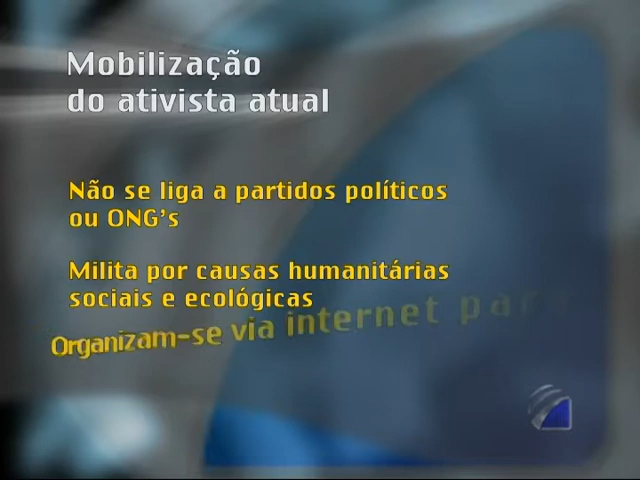 Mobilização
do ativista atual
Não se liga a partidos políticos
ou ONG's
Milita por causas humanitárias
sociais e ecológicas
Organizam-se via internet para